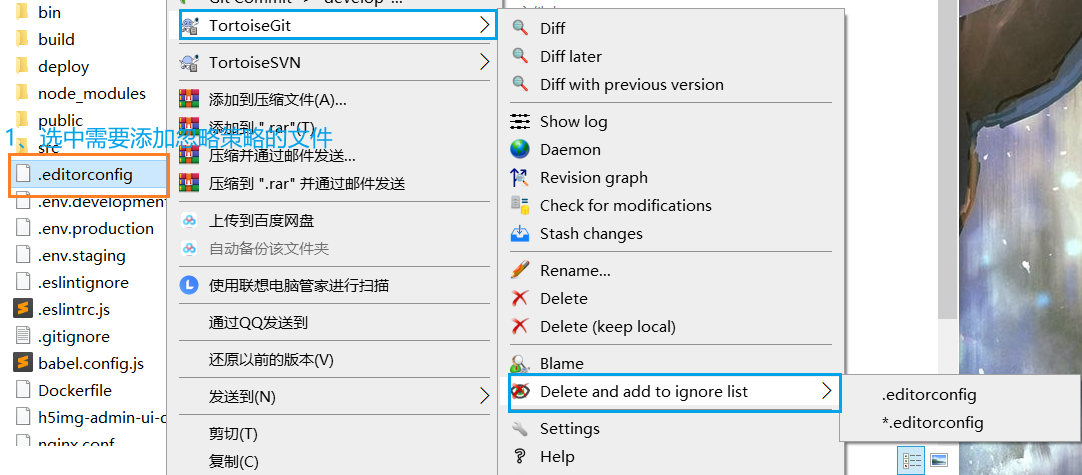 bin
build
deploy
node_modules
public
src
1、选中需要添加忽略策略的文件
.editorconfig
.env.development
.env.production
.env.staging
.eslintignore
.eslintrc.js
.gitignore
babel.config.js
Dockerfile
h5img-admin-ui-c
nginx.conf
Git Commit -> "develop"...
TortoiseGit
TortoiseSVN
添加到压缩文件(A)...
添加到 ".rar"(T)
压缩并通过邮件发送...
压缩到 ".rar" 并通过邮件发送
上传到百度网盘
自动备份该文件夹
使用联想电脑管家进行扫描
通过QQ发送到
还原以前的版本(V)
发送到(N)
剪切(T)
复制(C)
Diff
Diff later
Diff with previous version
Show log
Daemon
Revision graph
Check for modifications
Stash changes
Rename...
Delete
Delete (keep local)
Blame
Delete and add to ignore list
Settings
Help
.editorconfig
*.editorconfig